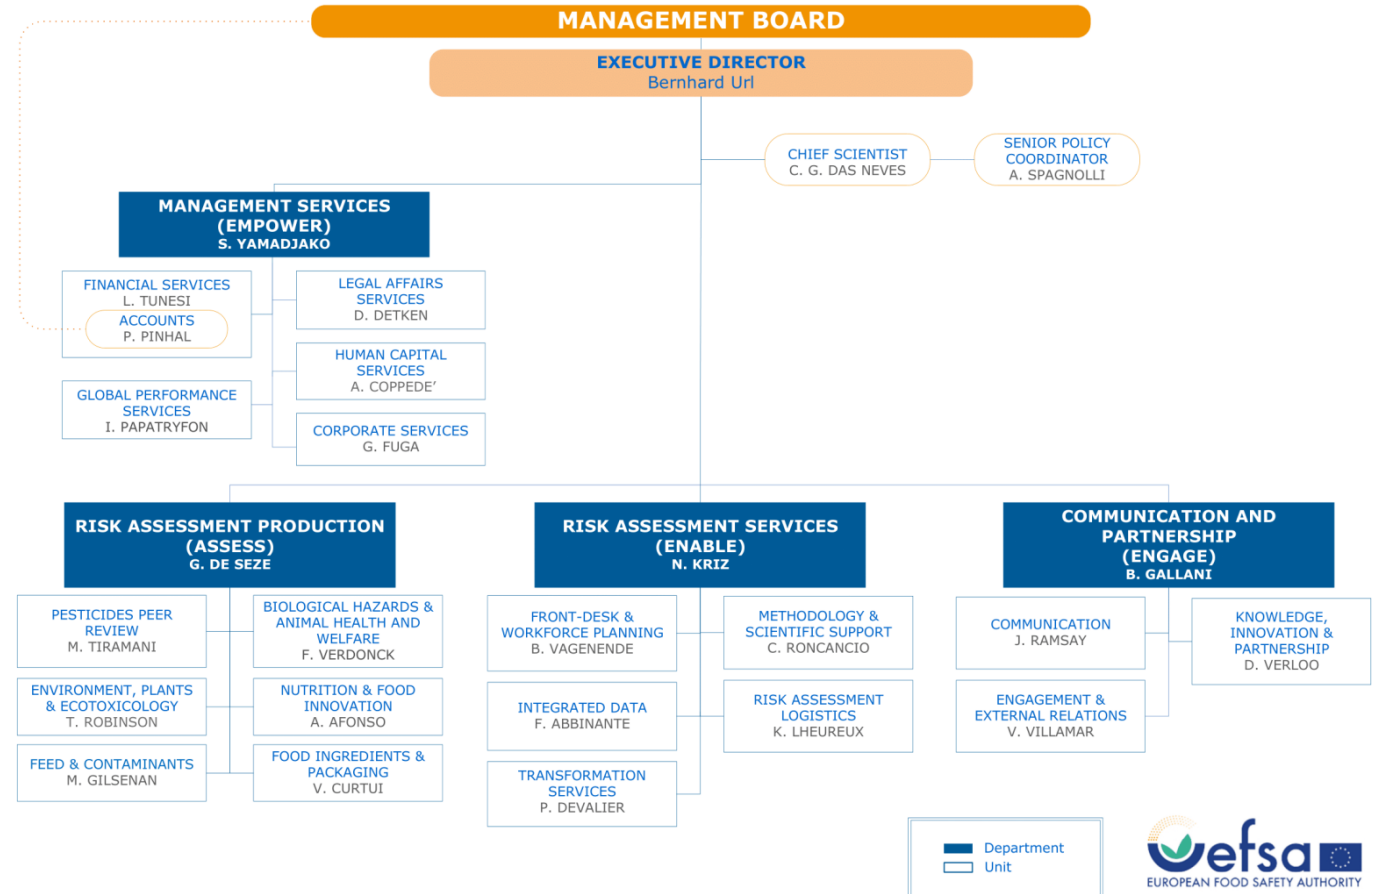 MANAGEMENT BOARD
EXECUTIVE DIRECTOR
Bernhard Url
CHIEF SCIENTIST
C. G. DAS NEVES
SENIOR POLICY
COORDINATOR
A. SPAGNOLLI
MANAGEMENT SERVICES
(EMPOWER)
S. YAMADJAKO
FINANCIAL SERVICES
L. TUNESI
ACCOUNTS
P. PINHAL
LEGAL AFFAIRS
SERVICES
D. DETKEN
HUMAN CAPITAL
SERVICES
A. COPPEDE’
GLOBAL PERFORMANCE
SERVICES
I. PAPATRYFON
CORPORATE SERVICES
G. FUGA
RISK ASSESSMENT PRODUCTION
(ASSESS)
G. DE SEZE
PESTICIDES PEER
REVIEW
M. TIRAMANI
BIOLOGICAL HAZARDS &
ANIMAL HEALTH AND
WELFARE
F. VERDONCK
ENVIRONMENT, PLANTS
& ECOTOXICOLOGY
T. ROBINSON
NUTRITION & FOOD
INNOVATION
A. AFONSO
FEED & CONTAMINANTS
M. GILSENAN
FOOD INGREDIENTS &
PACKAGING
V. CURTUI
RISK ASSESSMENT SERVICES
(ENABLE)
N. KRIZ
FRONT-DESK &
WORKFORCE PLANNING
B. VAGENENDE
METHODOLOGY &
SCIENTIFIC SUPPORT
C. RONCANCIO
INTEGRATED DATA
F. ABBINANTE
RISK ASSESSMENT
LOGISTICS
K. LHEUREUX
TRANSFORMATION
SERVICES
P. DEVALIER
COMMUNICATION AND
PARTNERSHIP
(ENGAGE)
B. GALLANI
COMMUNICATION
J. RAMSAY
KNOWLEDGE,
INNOVATION &
PARTNERSHIP
D. VERLOO
ENGAGEMENT &
EXTERNAL RELATIONS
V. VILLAMAR
Department
Unit
efsa
EUROPEAN FOOD SAFETY AUTHORITY